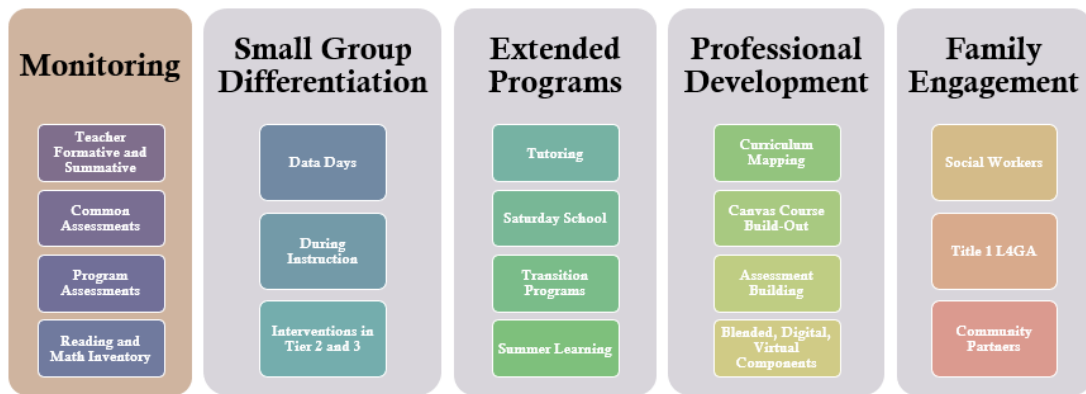 Monitoring
Teacher
Formative and
Summative
Common
Assessments
Program
Assessments
Reading and
Math Inventory
Small Group
Differentiation
Data Days
During
Instruction
Interventions in
Tier 2 and 3
Extended
Programs
Tutoring
Saturday School
Transition
Programs
Summer Learning
Professional
Development
Curriculum
Mapping
Canvas Course
Build-Out
Assessment
Building
Blended, Digital,
Virtual
Components
Family
Engagement
Social Workers
Title 1 L4GA
Community
Partners